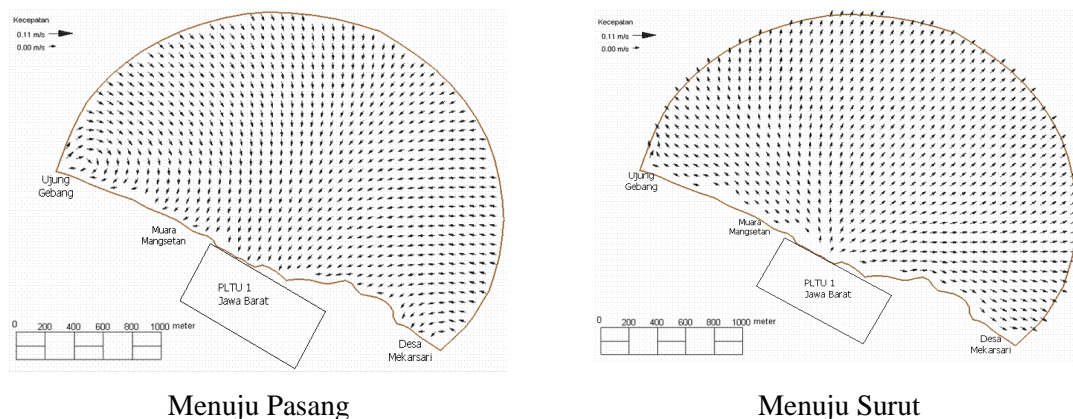 Kecepatan
0.11 m/s
0.00 m/s
Ujung
Gebang
Muara
Mangsetan
PLTU 1
Jawa Barat
0 200 400 600 800 1000 meter
Desa
Mekarsari
Menuju Pasang
Kecepatan
0.11 m/s
0.00 m/s
Ujung
Gebang
Muara
Mangsetan
PLTU 1
Jawa Barat
0 200 400 600 800 1000 meter
Desa
Mekarsari
Menuju Surut